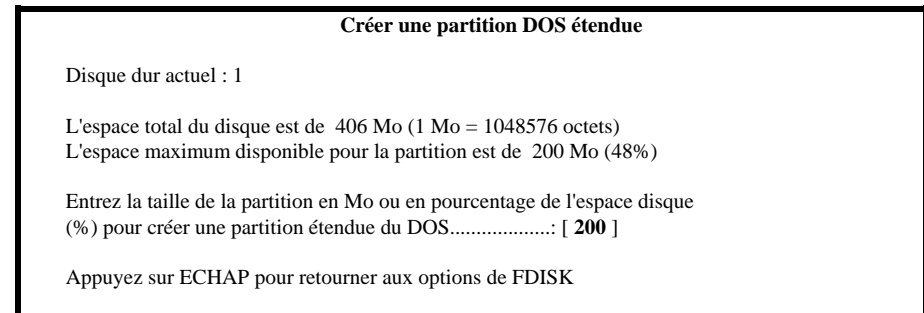 Créer une partition DOS étendue
Disque dur actuel : 1
L'espace total du disque est de  406 Mo (1 Mo = 1048576 octets)
L'espace maximum disponible pour la partition est de  200 Mo (48%)
Entrez la taille de la partition en Mo ou en pourcentage de l'espace disque
(%) pour créer une partition étendue du DOS...................: [ 200 ]
Appuyez sur ECHAP pour retourner aux options de FDISK